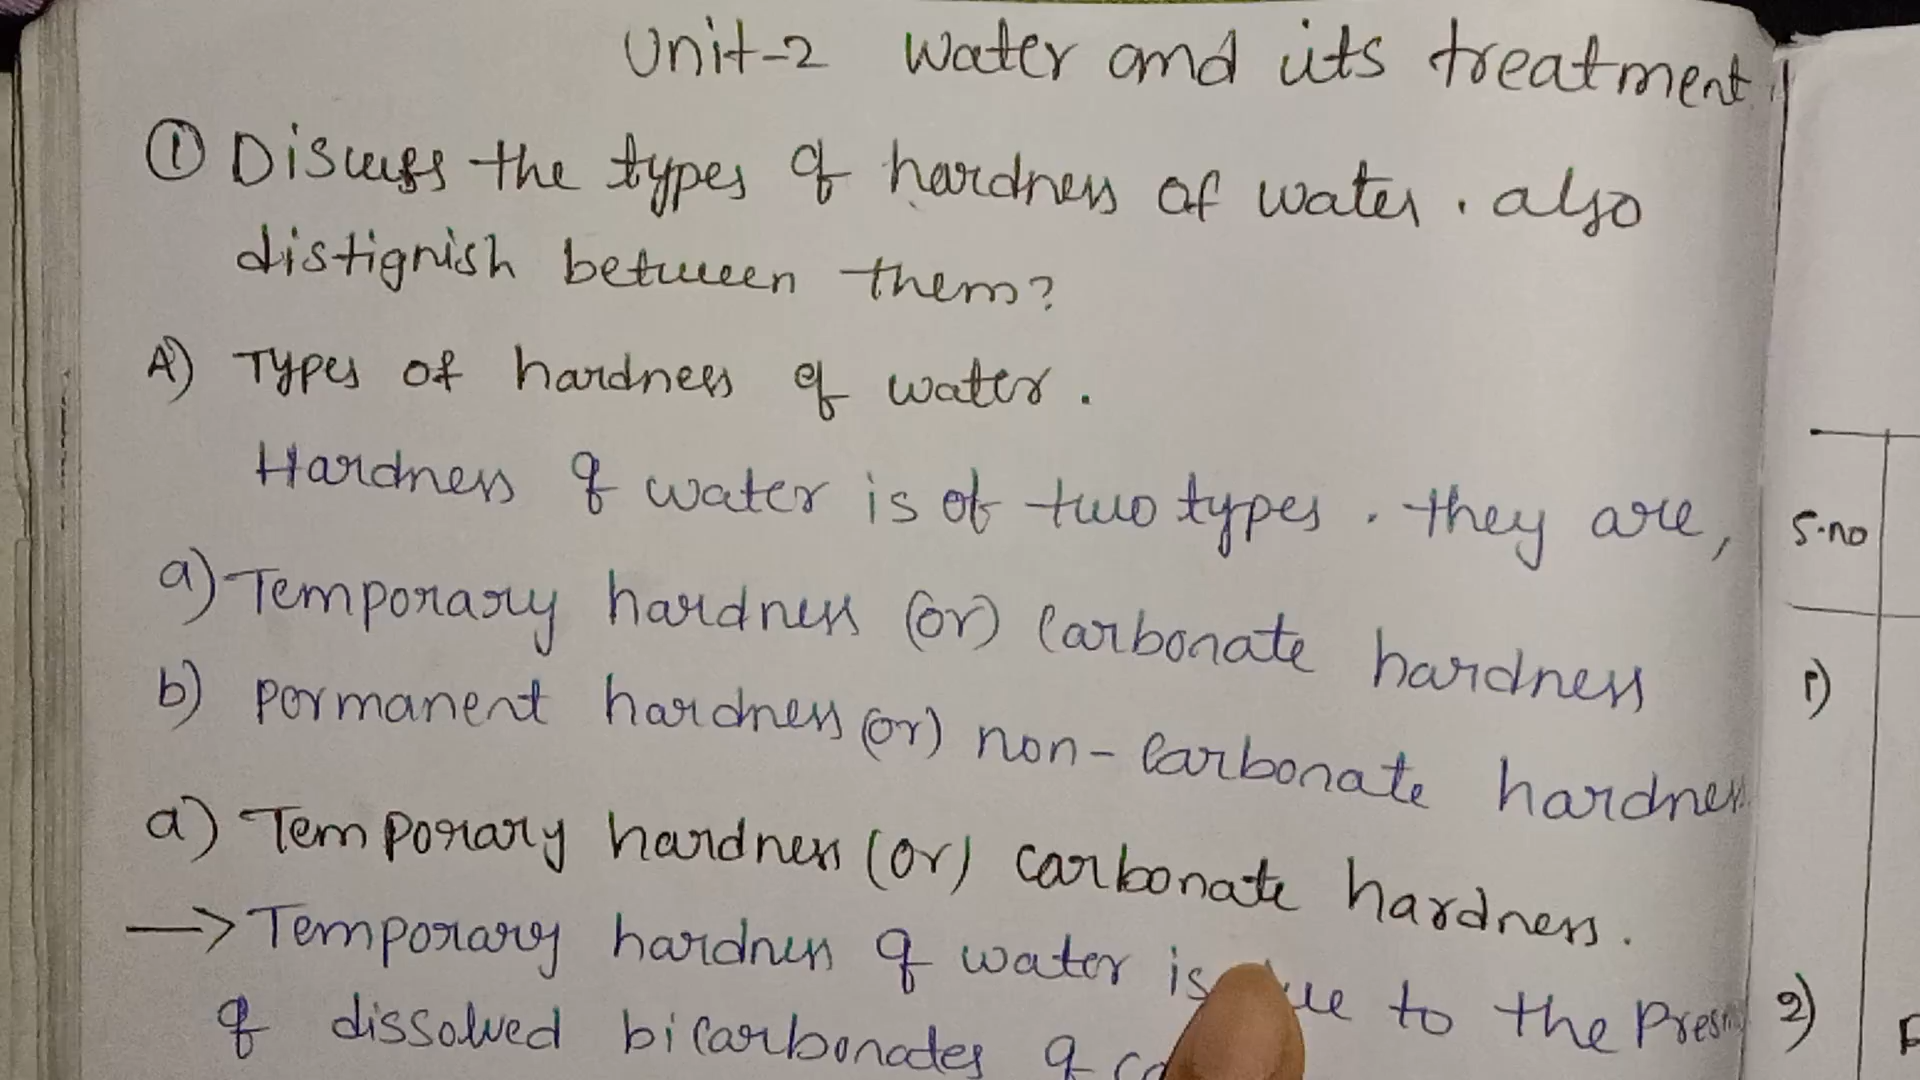 Unit-2 Water and its treatment
① Discuss the types of hardness of water. also
distignish between them?
A) Types of hardness of water.
Hardness of water is of two types. they are,
a) Temporary hardness (or) Carbonate hardness
b) permanent hardness (or) non-Carbonate hardness
a) Temporary hardness (or) carbonate hardness.
→ Temporary hardness of water is to the
of dissolved bicarbonates of
S.no
1)
2)